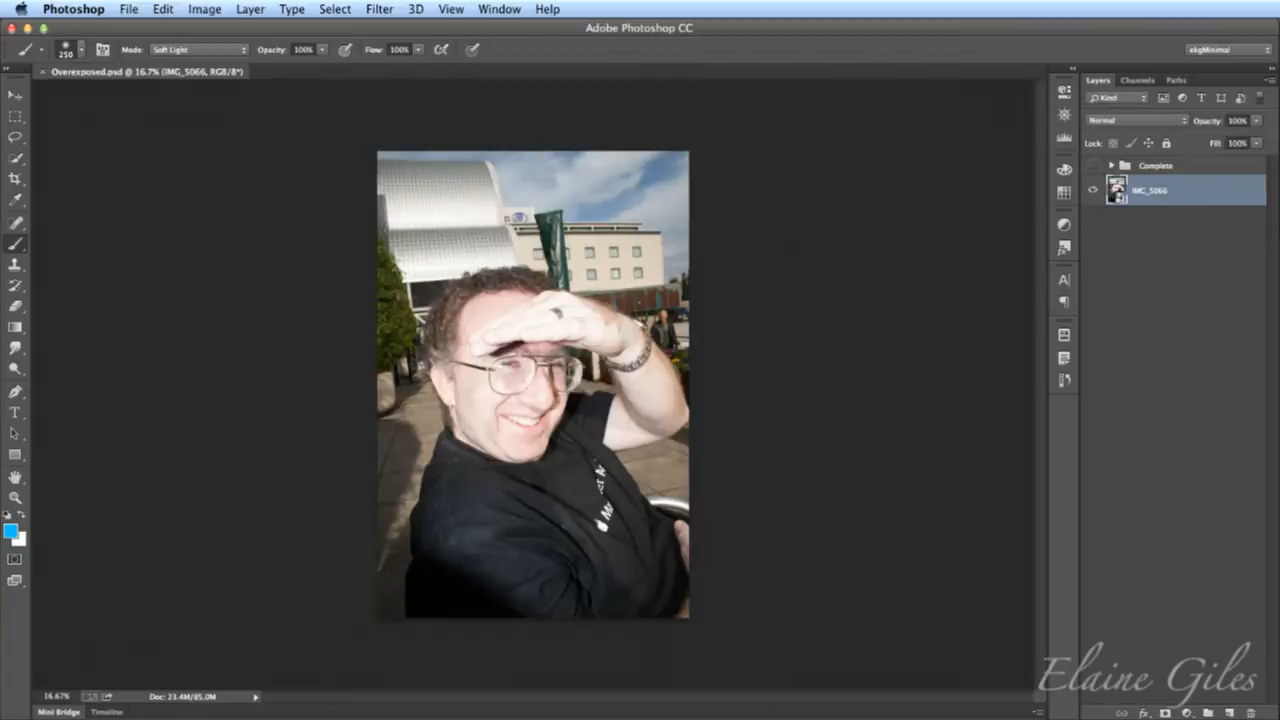 Photoshop File Edit Image Layer Type Select Filter 3D View Window Help
Adobe Photoshop CC
250 Mode: Soft Light Opacity: 100% Flow: 100% ekgMinimal
× Overexposed.psd @ 16.7% (IMG_5066, RGB/8*)
Layers Channels Paths
Kind
Normal Opacity: 100%
Lock: Fill: 100%
Complete
IMG_5066
16.67% Doc: 23.4M/85.0M
Mini Bridge Timeline
Elaine Giles